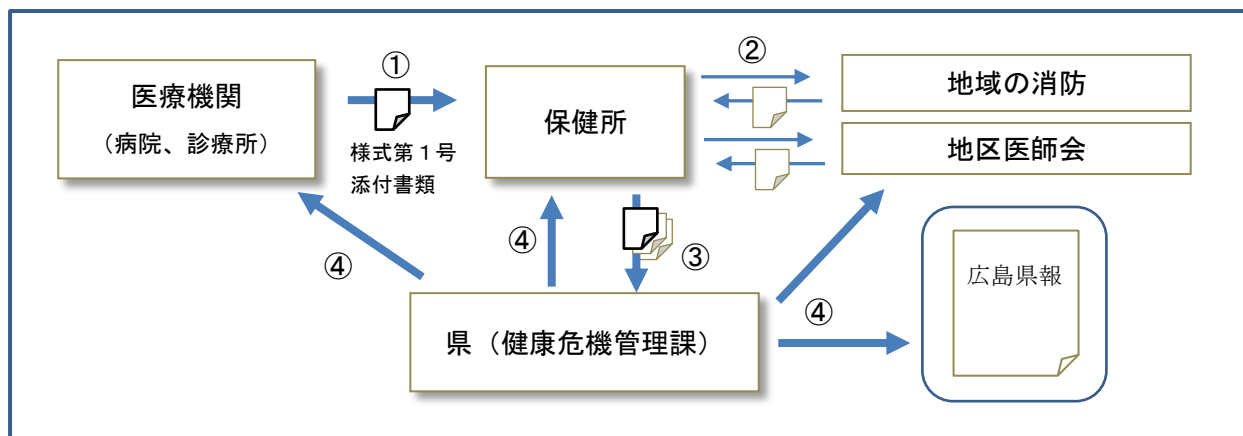 ①
②
医療機関
（病院、診療所）
保健所
地域の消防
地区医師会
様式第１号
添付書類
④
④
③
広島県報
④
県（健康危機管理課）